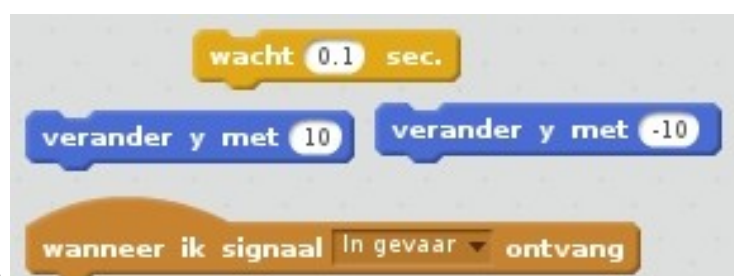 wacht 0.1 sec.
verander y met 10
verander y met -10
wanneer ik signaal In gevaar ontvang